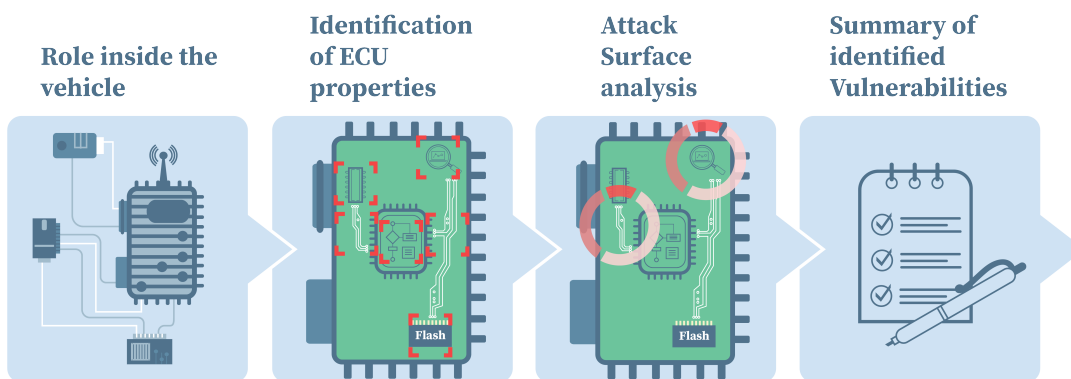 Role inside the
vehicle
Identification
of ECU
properties
Attack
Surface
analysis
Summary of
identified
Vulnerabilities
Flash
Flash